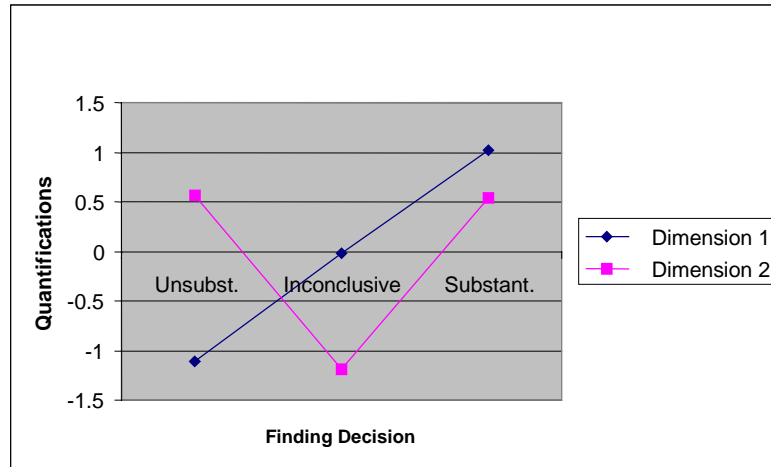 1.5
1
0.5
0
-0.5
-1
-1.5
Quantifications
Unsubst. Inconclusive Substant.
Finding Decision
Dimension 1
Dimension 2